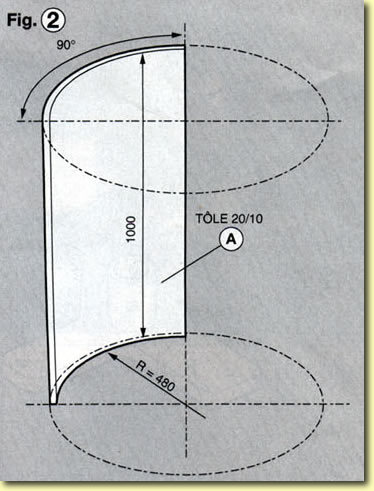 Fig. 2
90°
1000
TÔLE 20/10
A
R = 480